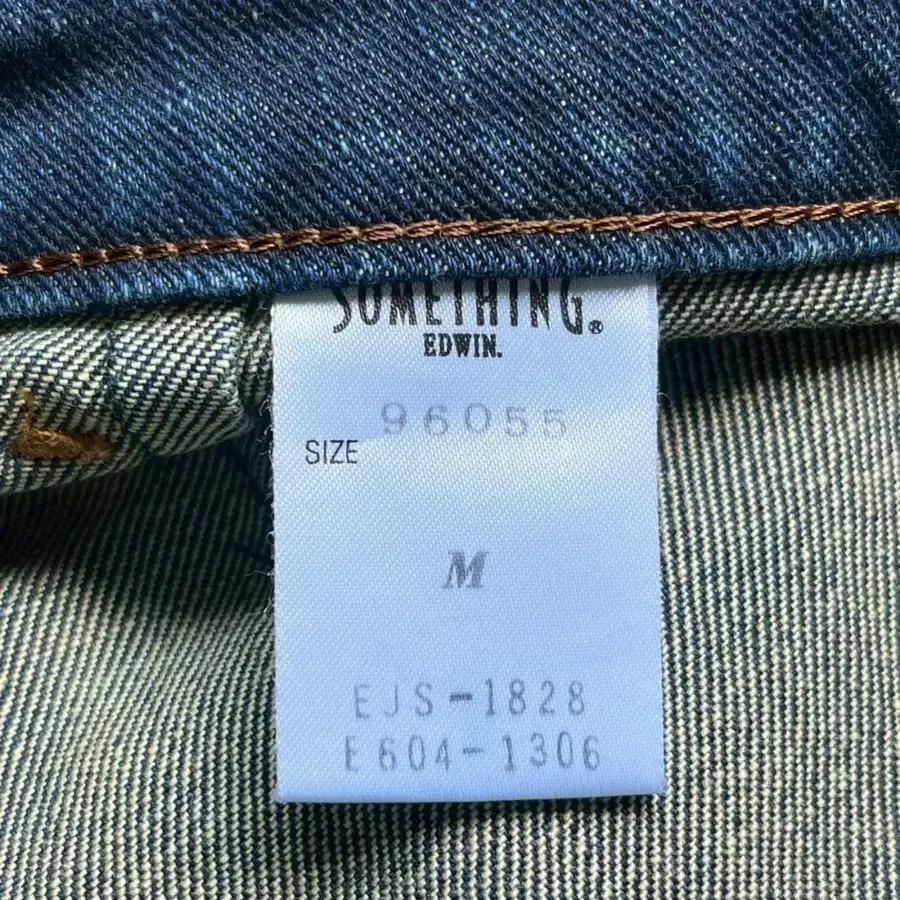 SOMETHING®
EDWIN.
96055
SIZE
M
EJS-1828
E604-1306